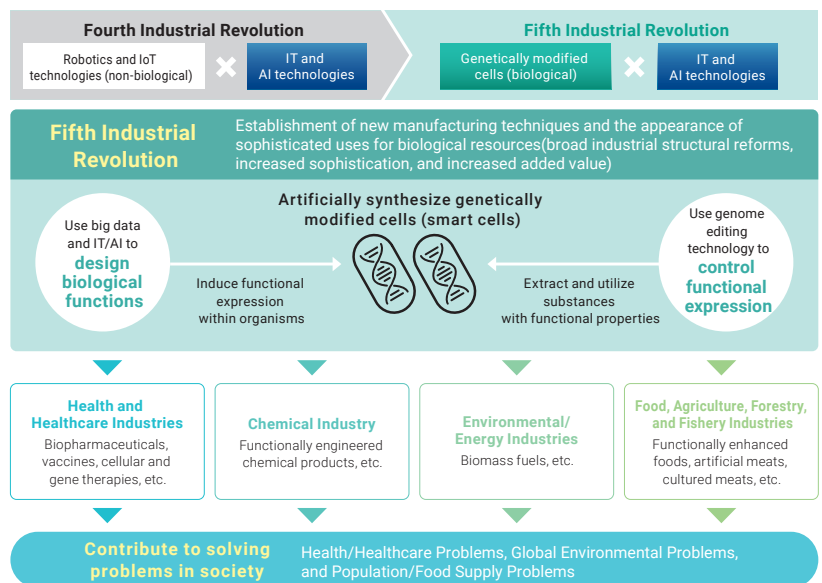 Fourth Industrial Revolution
Robotics and IoT
technologies (non-biological)
IT and
AI technologies
Fifth Industrial Revolution
Genetically modified
cells (biological)
IT and
AI technologies
Fifth Industrial
Revolution
Establishment of new manufacturing techniques and the appearance of
sophisticated uses for biological resources(broad industrial structural reforms,
increased sophistication, and increased added value)
Artificially synthesize genetically
modified cells (smart cells)
Use big data
and IT/AI to
design
biological
functions
Induce functional
expression
within organisms
Extract and utilize
substances
with functional properties
Use genome
editing
technology to
control
functional
expression
Health and
Healthcare Industries
Biopharmaceuticals,
vaccines, cellular and
gene therapies, etc.
Chemical Industry
Functionally engineered
chemical products, etc.
Environmental/
Energy Industries
Biomass fuels, etc.
Food, Agriculture, Forestry,
and Fishery Industries
Functionally enhanced
foods, artificial meats,
cultured meats, etc.
Contribute to solving
problems in society
Health/Healthcare Problems, Global Environmental Problems,
and Population/Food Supply Problems